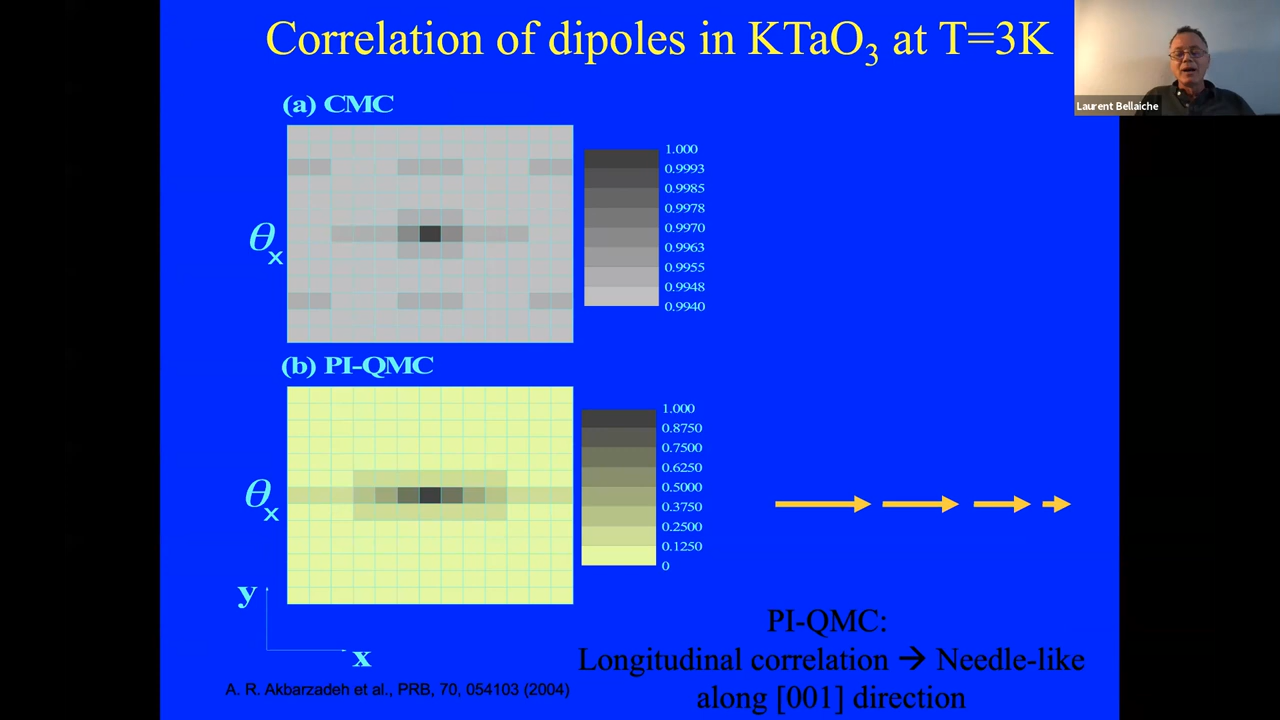 Correlation of dipoles in KTaO₃ at T=3K
Laurent Bellaiche
(a) CMC
θx
1.000
0.9993
0.9985
0.9978
0.9970
0.9963
0.9955
0.9948
0.9940
(b) PI-QMC
θx
1.000
0.8750
0.7500
0.6250
0.5000
0.3750
0.2500
0.1250
0
y
x
PI-QMC:
Longitudinal correlation → Needle-like
along [001] direction
A. R. Akbarzadeh et al., PRB, 70, 054103 (2004)